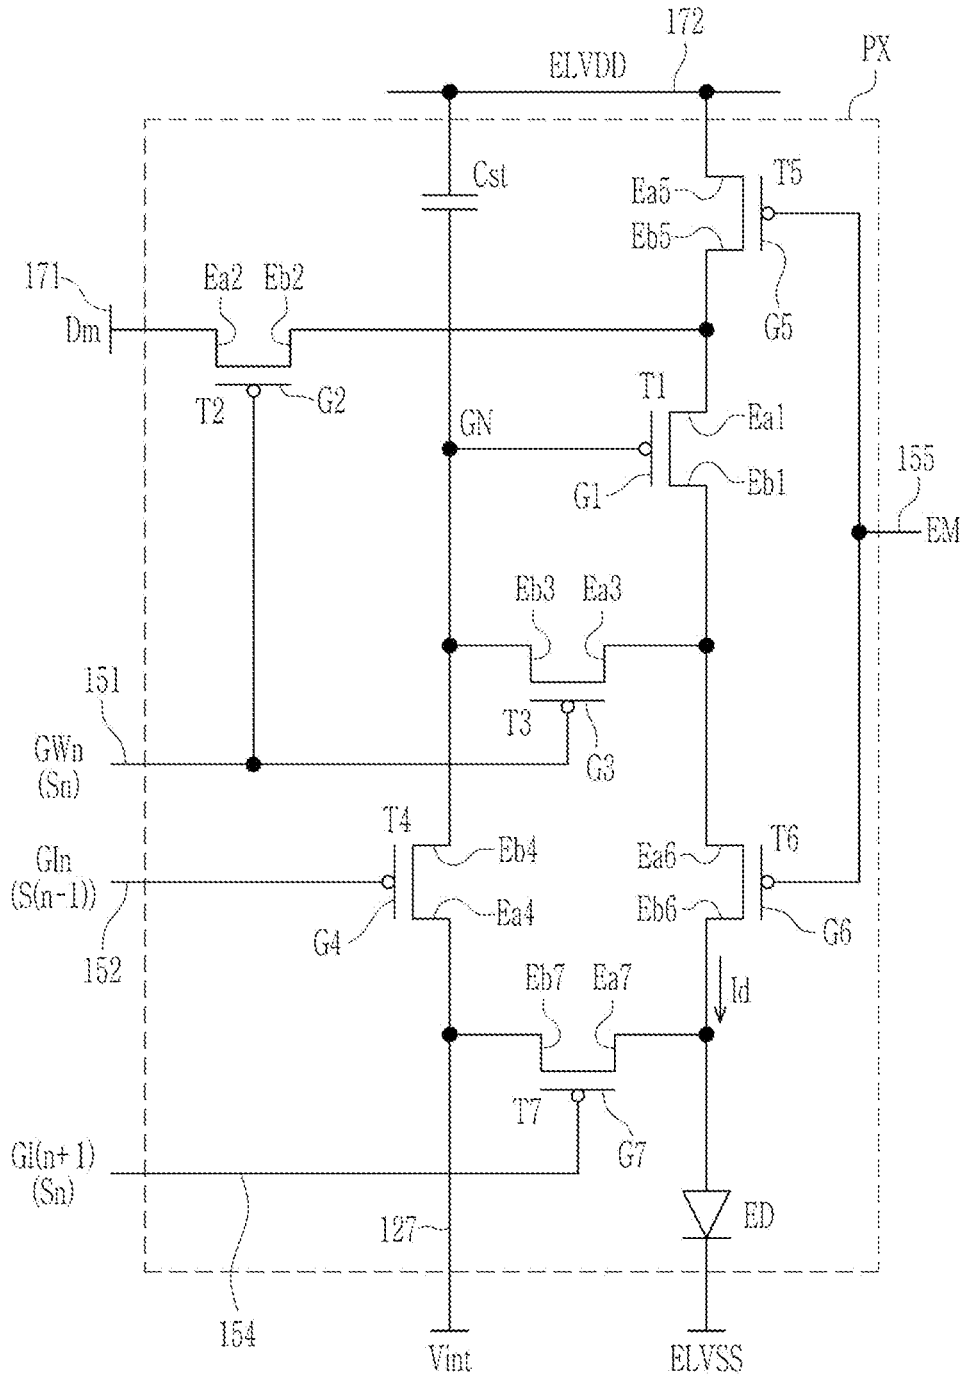 172
PX
ELVDD
Cst
T5
Ea5
Eb5
171
Ea2
Eb2
Dm
G5
T2
G2
T1
GN
Ea1
G1
Eb1
155
EM
Eb3
Ea3
151
T3
G3
GWn
(Sn)
T4
Eb4
Ea6
T6
GIn
(S(n-1))
Ea4
Eb6
G4
G6
152
Eb7
Ea7
Id
T7
G7
GI(n+1)
(Sn)
127
ED
154
Vint
ELVSS